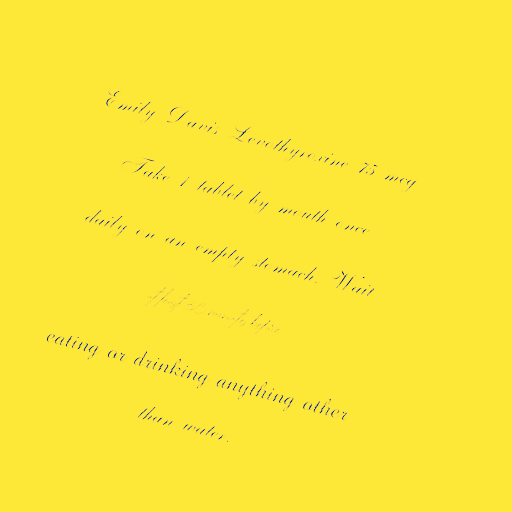 Emily Davis Levothyroxine 75 mcg
Take 1 tablet by mouth once
daily on an empty stomach. Wait
eating or drinking anything other
than water.